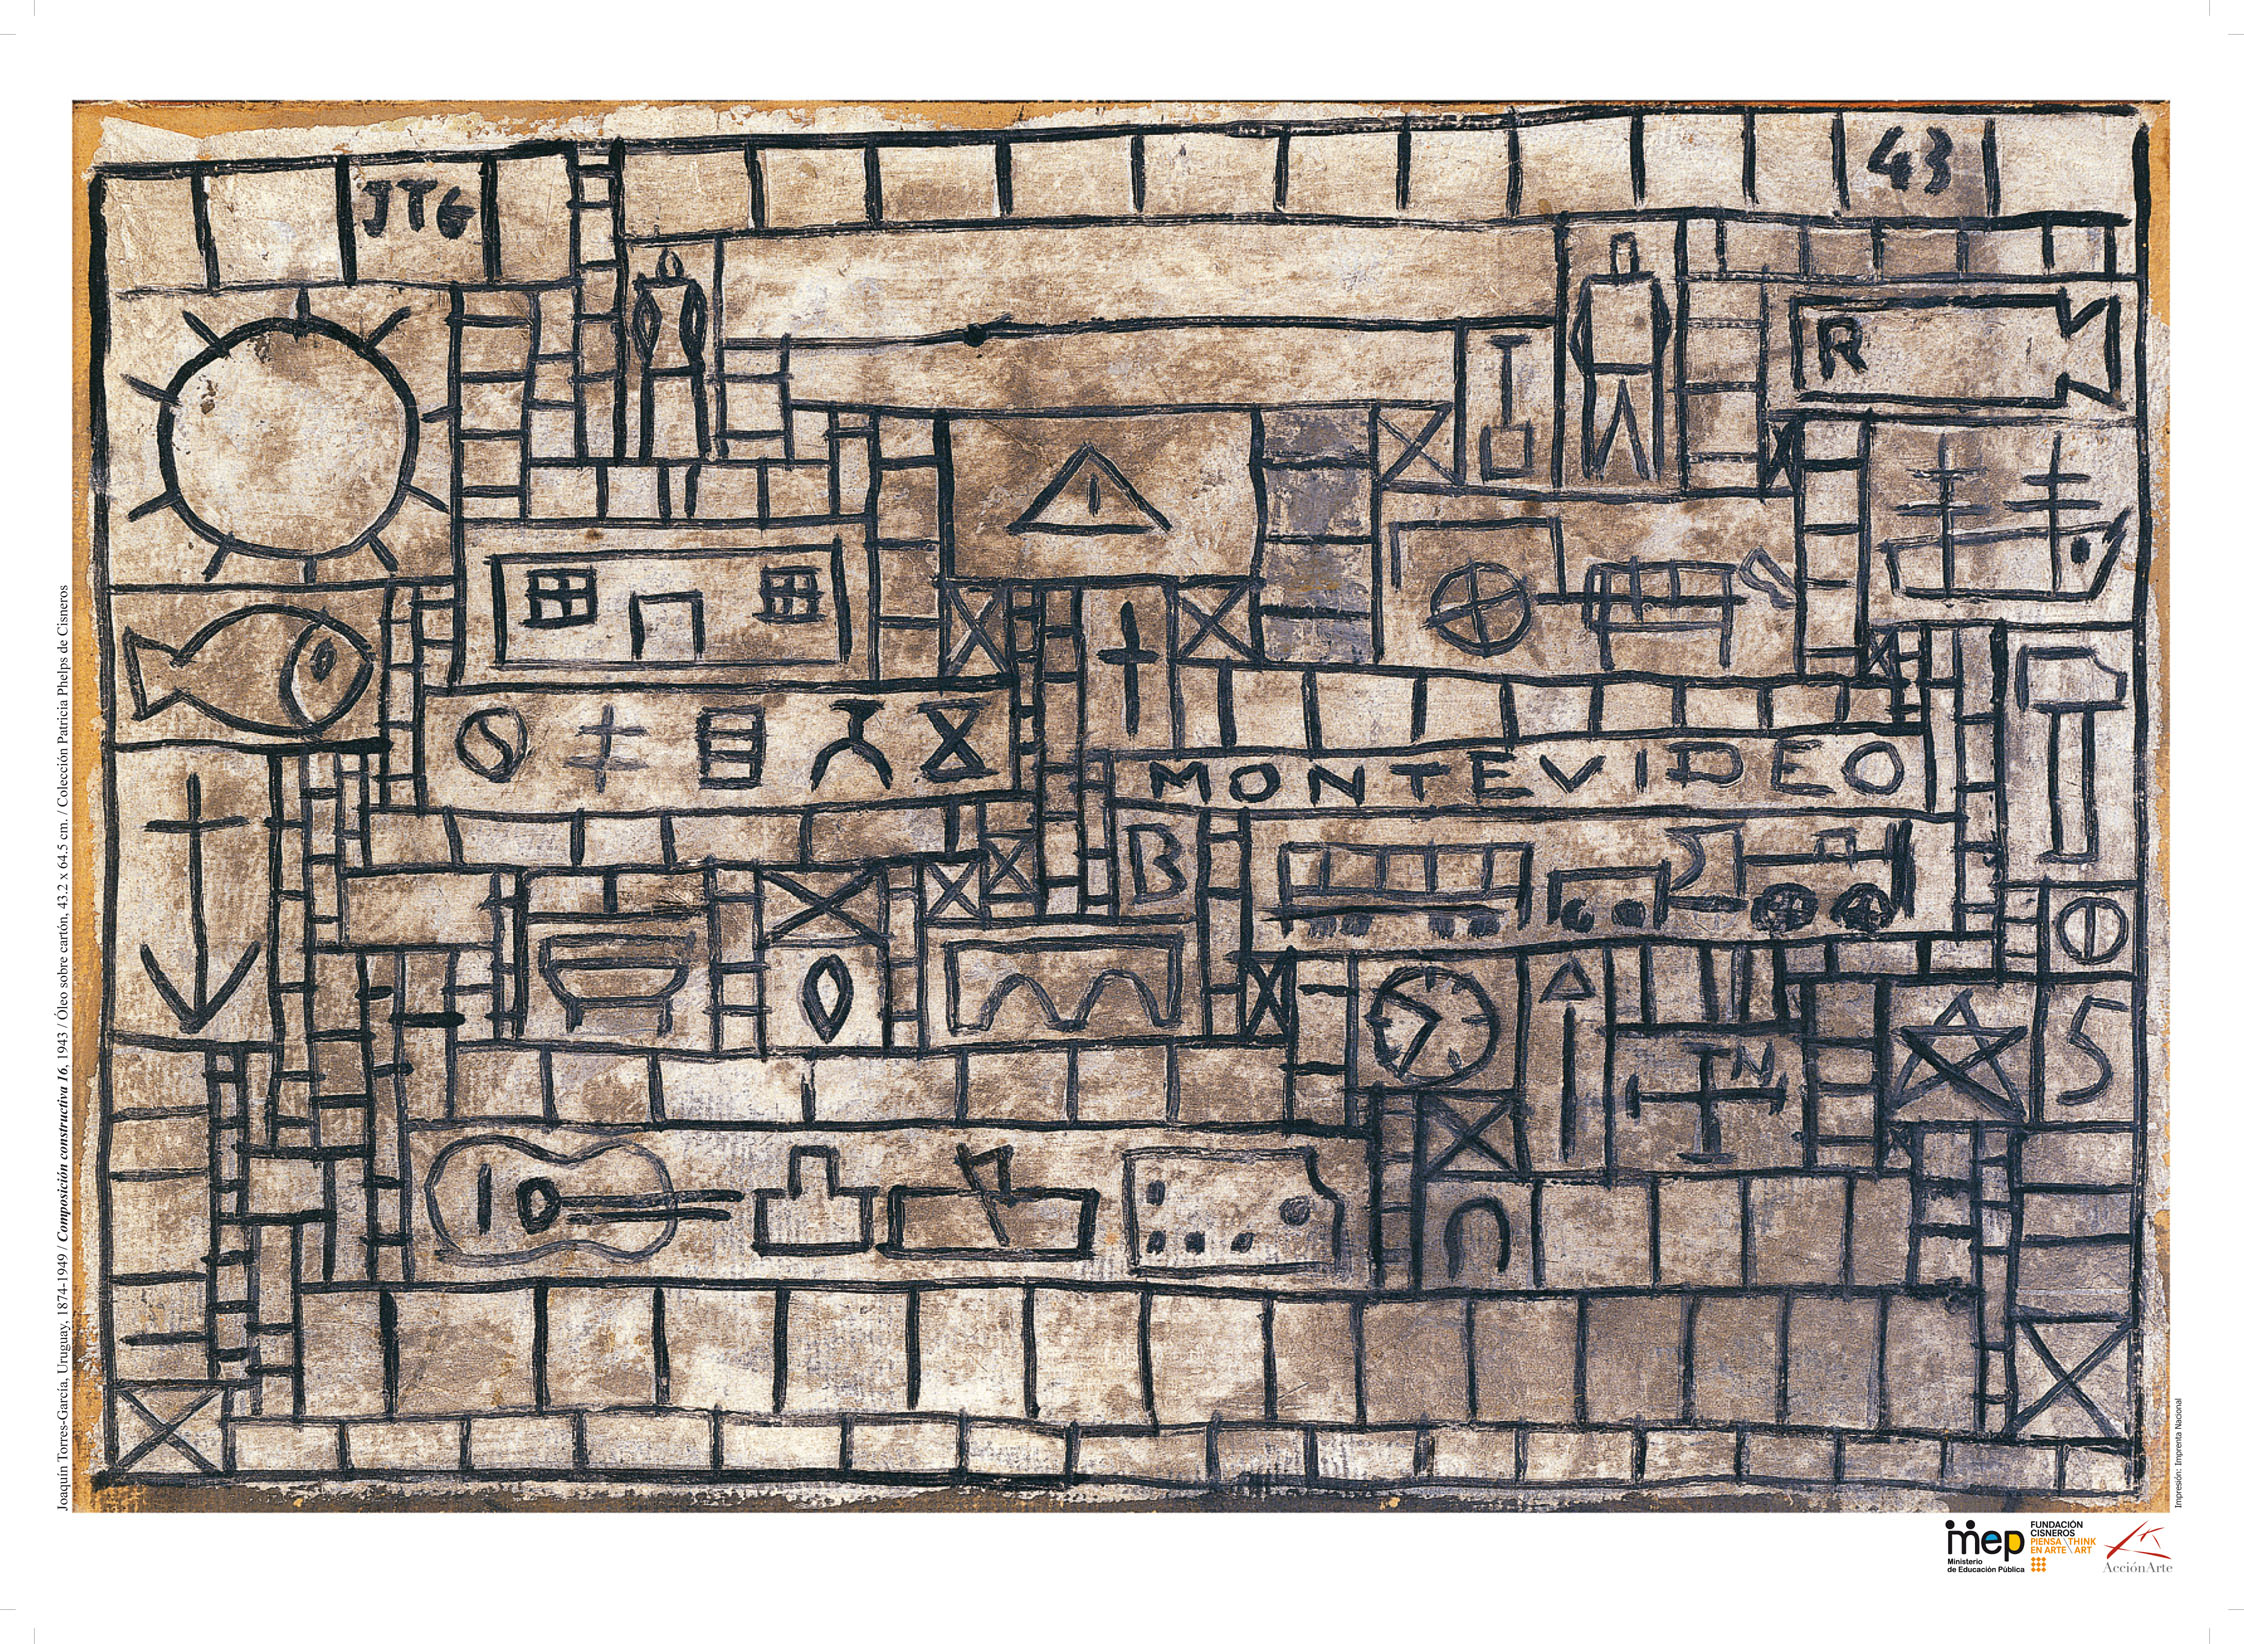 JTG
43
R
MONTEVIDEO
B
N
5
Joaquín Torres-García, Uruguay, 1874-1949 / Composición constructiva 16, 1943 / Óleo sobre cartón, 43.2 x 64.5 cm. / Colección Patricia Phelps de Cisneros
Impresión: Imprenta Nacional
mep
Ministerio
de Educación Pública
FUNDACIÓN
CISNEROS
PIENSA \ THINK
EN ARTE \ ART
AcciónArte